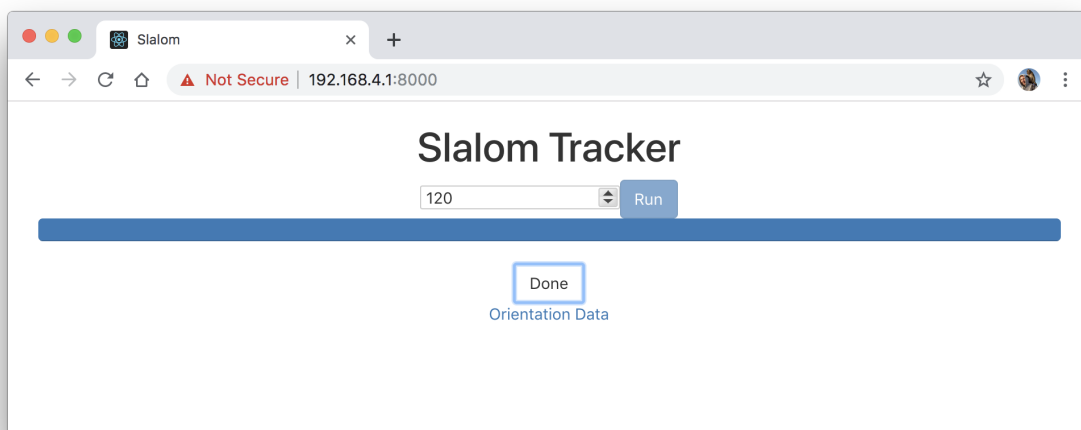 Slalom
Not Secure 192.168.4.1:8000
Slalom Tracker
120 Run
Done
Orientation Data